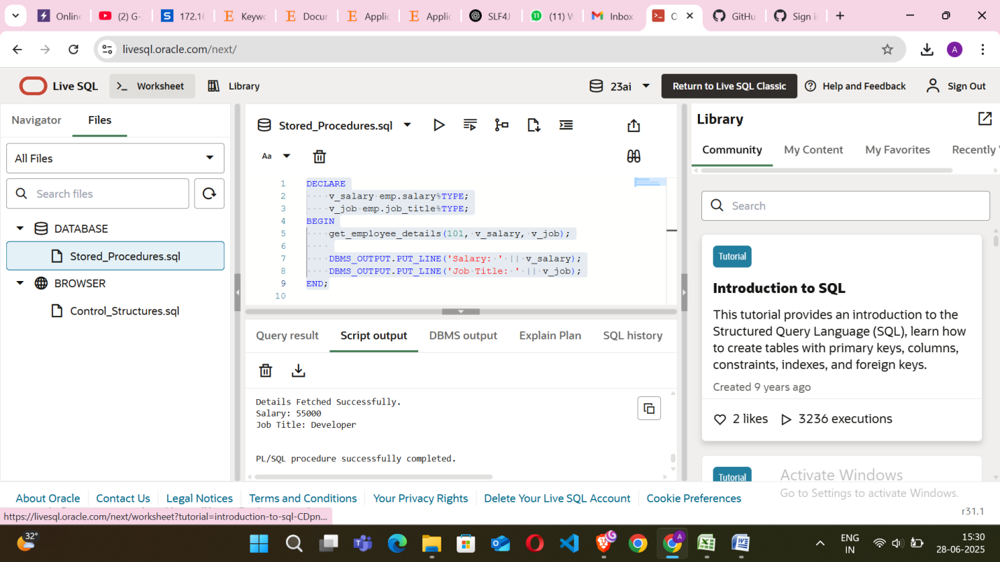 Online
(2) G-
172.16
Keywo
Docum
Applic
Applic
SLF4J
(11) W
Inbox
O
GitHu
Sign in
livesql.oracle.com/next/
A
Live SQL
Worksheet
Library
23ai
Return to Live SQL Classic
Help and Feedback
Sign Out
Navigator
Files
All Files
Search files
DATABASE
Stored_Procedures.sql
BROWSER
Control_Structures.sql
Stored_Procedures.sql
Aa
1 DECLARE
2 ····v_salary·emp.salary%TYPE;
3 ····v_job·emp.job_title%TYPE;
4 BEGIN
5 ····get_employee_details(101,·v_salary,·v_job);
6 ····
7 ····DBMS_OUTPUT.PUT_LINE('Salary:·'·||·v_salary);
8 ····DBMS_OUTPUT.PUT_LINE('Job·Title:·'·||·v_job);
9 END;
10
Query result
Script output
DBMS output
Explain Plan
SQL history
Details Fetched Successfully.
Salary: 55000
Job Title: Developer
PL/SQL procedure successfully completed.
Library
Community
My Content
My Favorites
Recently
Search
Tutorial
Introduction to SQL
This tutorial provides an introduction to the
Structured Query Language (SQL), learn how
to create tables with primary keys, columns,
constraints, indexes, and foreign keys.
Created 9 years ago
2 likes
3236 executions
Tutorial
Activate Windows
Go to Settings to activate Windows.
About Oracle
Contact Us
Legal Notices
Terms and Conditions
Your Privacy Rights
Delete Your Live SQL Account
Cookie Preferences
r31.1
https://livesql.oracle.com/next/worksheet?tutorial=introduction-to-sql-CDpn...
32°
ENG
IN
15:30
28-06-2025